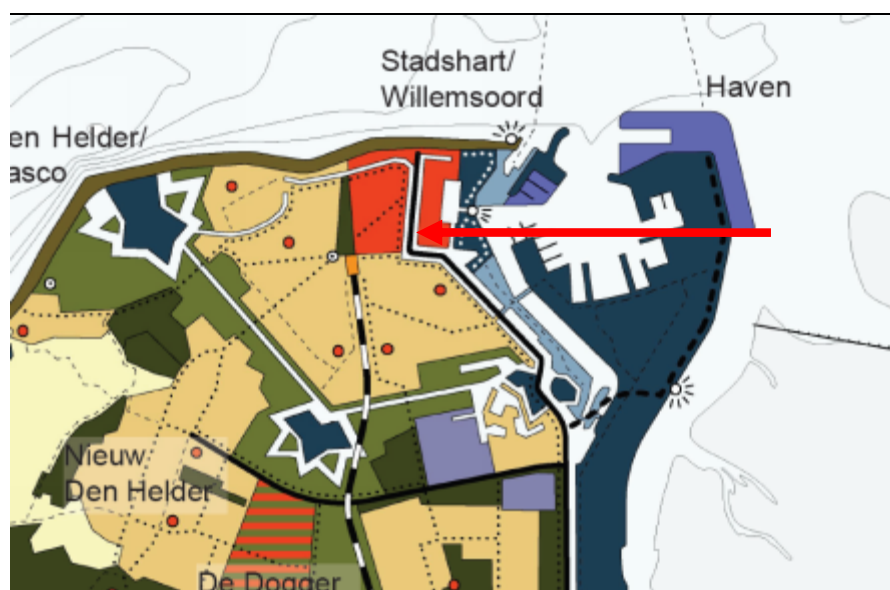 Stadshart/
Willemsoord
Haven
en Helder/
asco
Nieuw
Den Helder
De Dogger